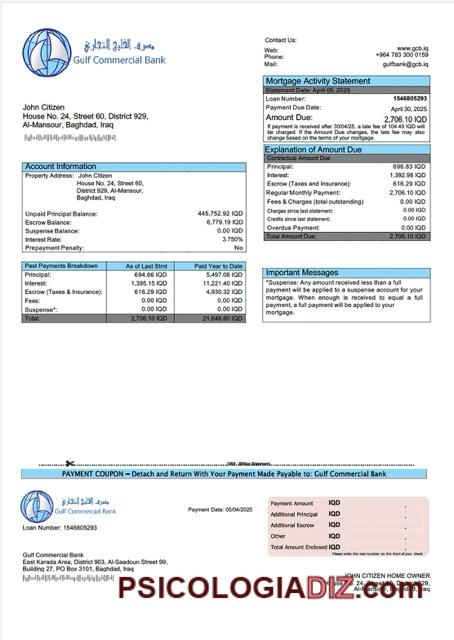 مصرف الخليج التجاري
Gulf Commercial Bank
Contact Us:
Web: www.gcb.iq
Phone: +964 783 300 0159
Mail: gulfbank@gcb.iq
Mortgage Activity Statement
Statement Date: April 05, 2025
Loan Number: 1546805293
Payment Due Date: April 30, 2025
Amount Due: 2,706.10 IQD
If payment is received after 30/04/25, a late fee of 104.49 IQD will
be charged. If the Amount Due changes, the late fee may also
change based on the terms of your mortgage.
John Citizen
House No. 24, Street 60, District 929,
Al-Mansour, Baghdad, Iraq
Explanation of Amount Due
Contractual Amount Due
Principal: 696.83 IQD
Interest: 1,392.98 IQD
Escrow (Taxes and Insurance): 616.29 IQD
Regular Monthly Payment: 2,706.10 IQD
Fees & Charges (total outstanding) 0.00 IQD
Charges since last statement: 0.00 IQD
Credits since last statement: 0.00 IQD
Overdue Payment: 0.00 IQD
Total Amount Due: 2,706.10 IQD
Account Information
Property Address: John Citizen
House No. 24, Street 60,
District 929, Al-Mansour,
Baghdad, Iraq
Unpaid Principal Balance: 445,752.92 IQD
Escrow Balance: 6,779.19 IQD
Suspense Balance: 0.00 IQD
Interest Rate: 3.750%
Prepayment Penalty: No
Past Payments Breakdown As of Last Stmt Paid Year to Date
Principal: 694.66 IQD 5,497.08 IQD
Interest: 1,395.15 IQD 11,221.40 IQD
Escrow (Taxes & Insurance): 616.29 IQD 4,930.32 IQD
Fees: 0.00 IQD 0.00 IQD
Suspense*: 0.00 IQD 0.00 IQD
Total: 2,706.10 IQD 21,648.80 IQD
Important Messages
*Suspense: Any amount received less than a full
payment will be applied to a suspense account for your
mortgage. When enough is received to equal a full
payment, a full payment will be applied to your
mortgage.
PAYMENT COUPON – Detach and Return With Your Payment Made Payable to: Gulf Commercial Bank
مصرف الخليج التجاري
Gulf Commercial Bank
Loan Number: 1546805293
Payment Date: 05/04/2025
Payment Amount IQD .
Additional Principal IQD .
Additional Escrow IQD .
Other IQD .
Total Amount Enclosed IQD .
Please write the loan number on the front of your check.
Gulf Commercial Bank
East Karada Area, District 903, Al-Saadoun Street 99,
Building 27, PO Box 3101, Baghdad, Iraq
JOHN CITIZEN HOME OWNER
PSICOLOGIADIZ.com